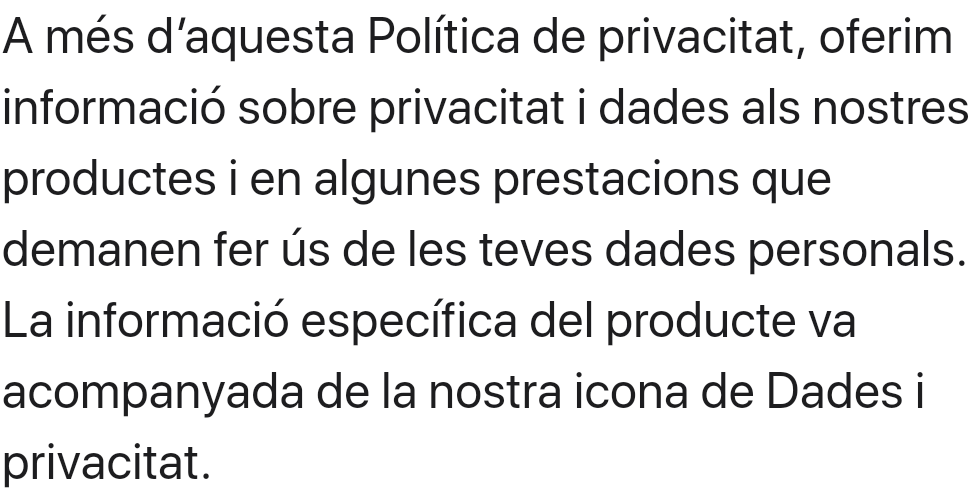 A més d’aquesta Política de privacitat, oferim
informació sobre privacitat i dades als nostres
productes i en algunes prestacions que
demanen fer ús de les teves dades personals.
La informació específica del producte va
acompanyada de la nostra icona de Dades i
privacitat.